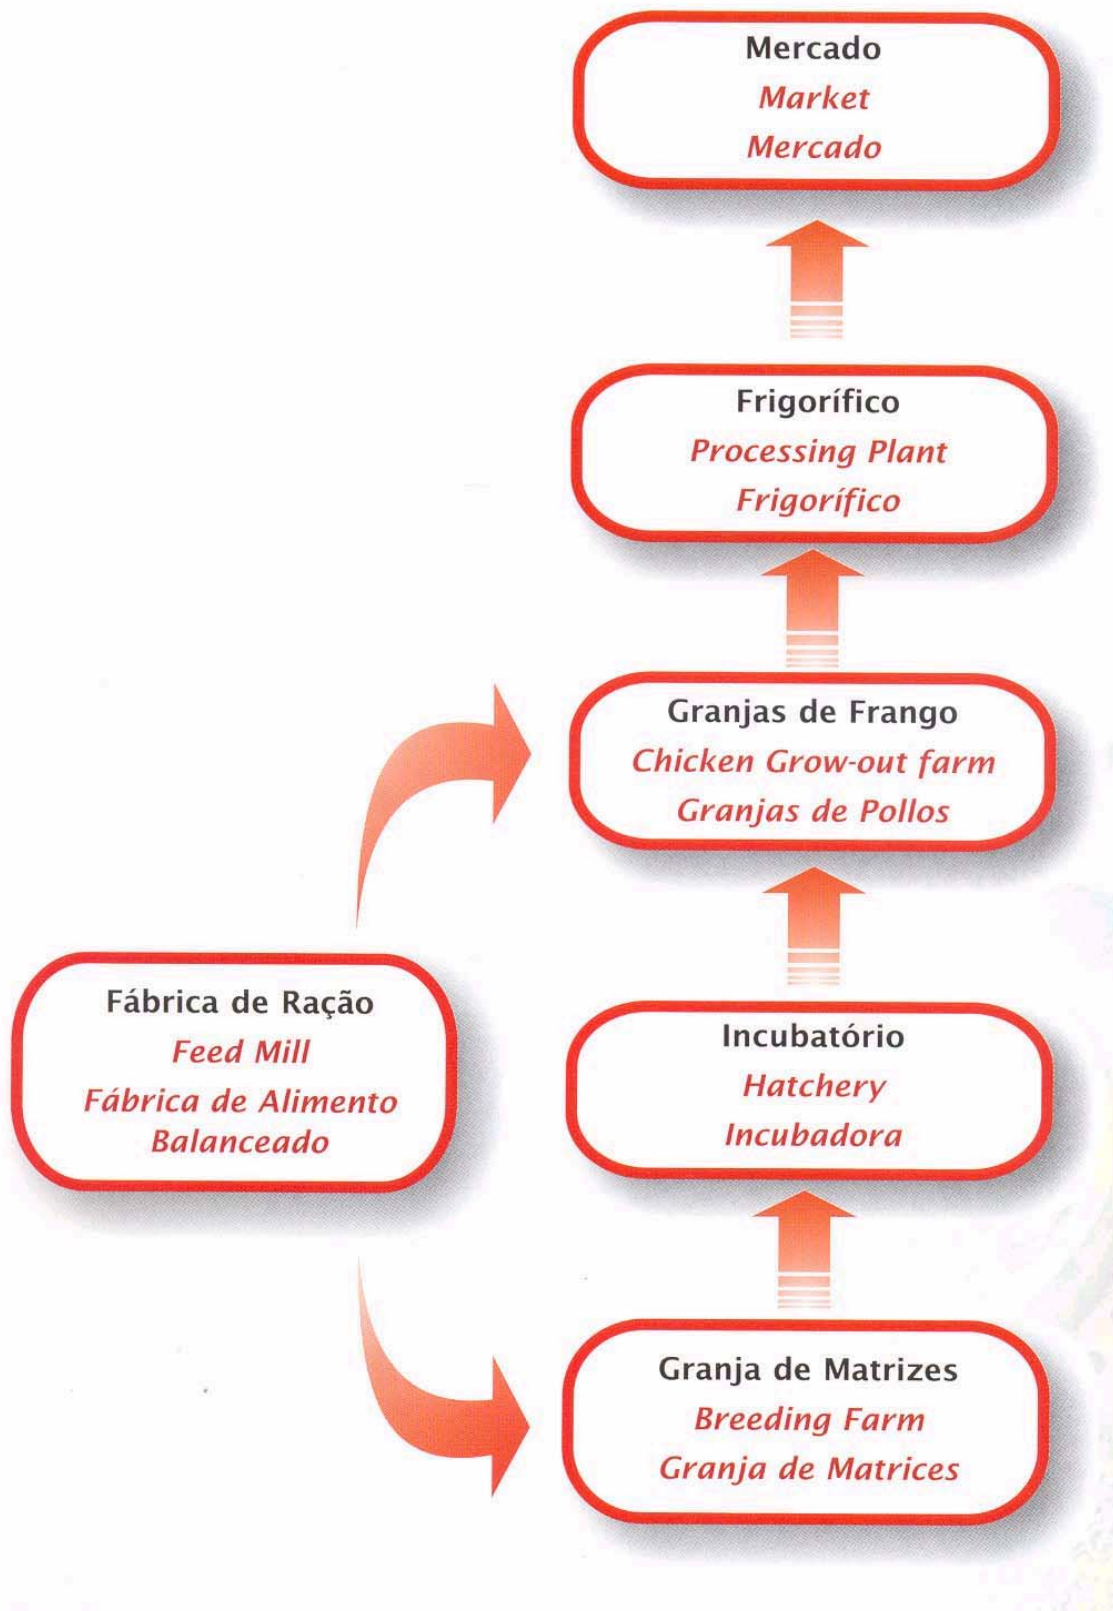 Mercado
Market
Mercado
Frigorífico
Processing Plant
Frigorífico
Granjas de Frango
Chicken Grow-out farm
Granjas de Pollos
Fábrica de Ração
Feed Mill
Fábrica de Alimento
Balanceado
Incubatório
Hatchery
Incubadora
Granja de Matrizes
Breeding Farm
Granja de Matrices